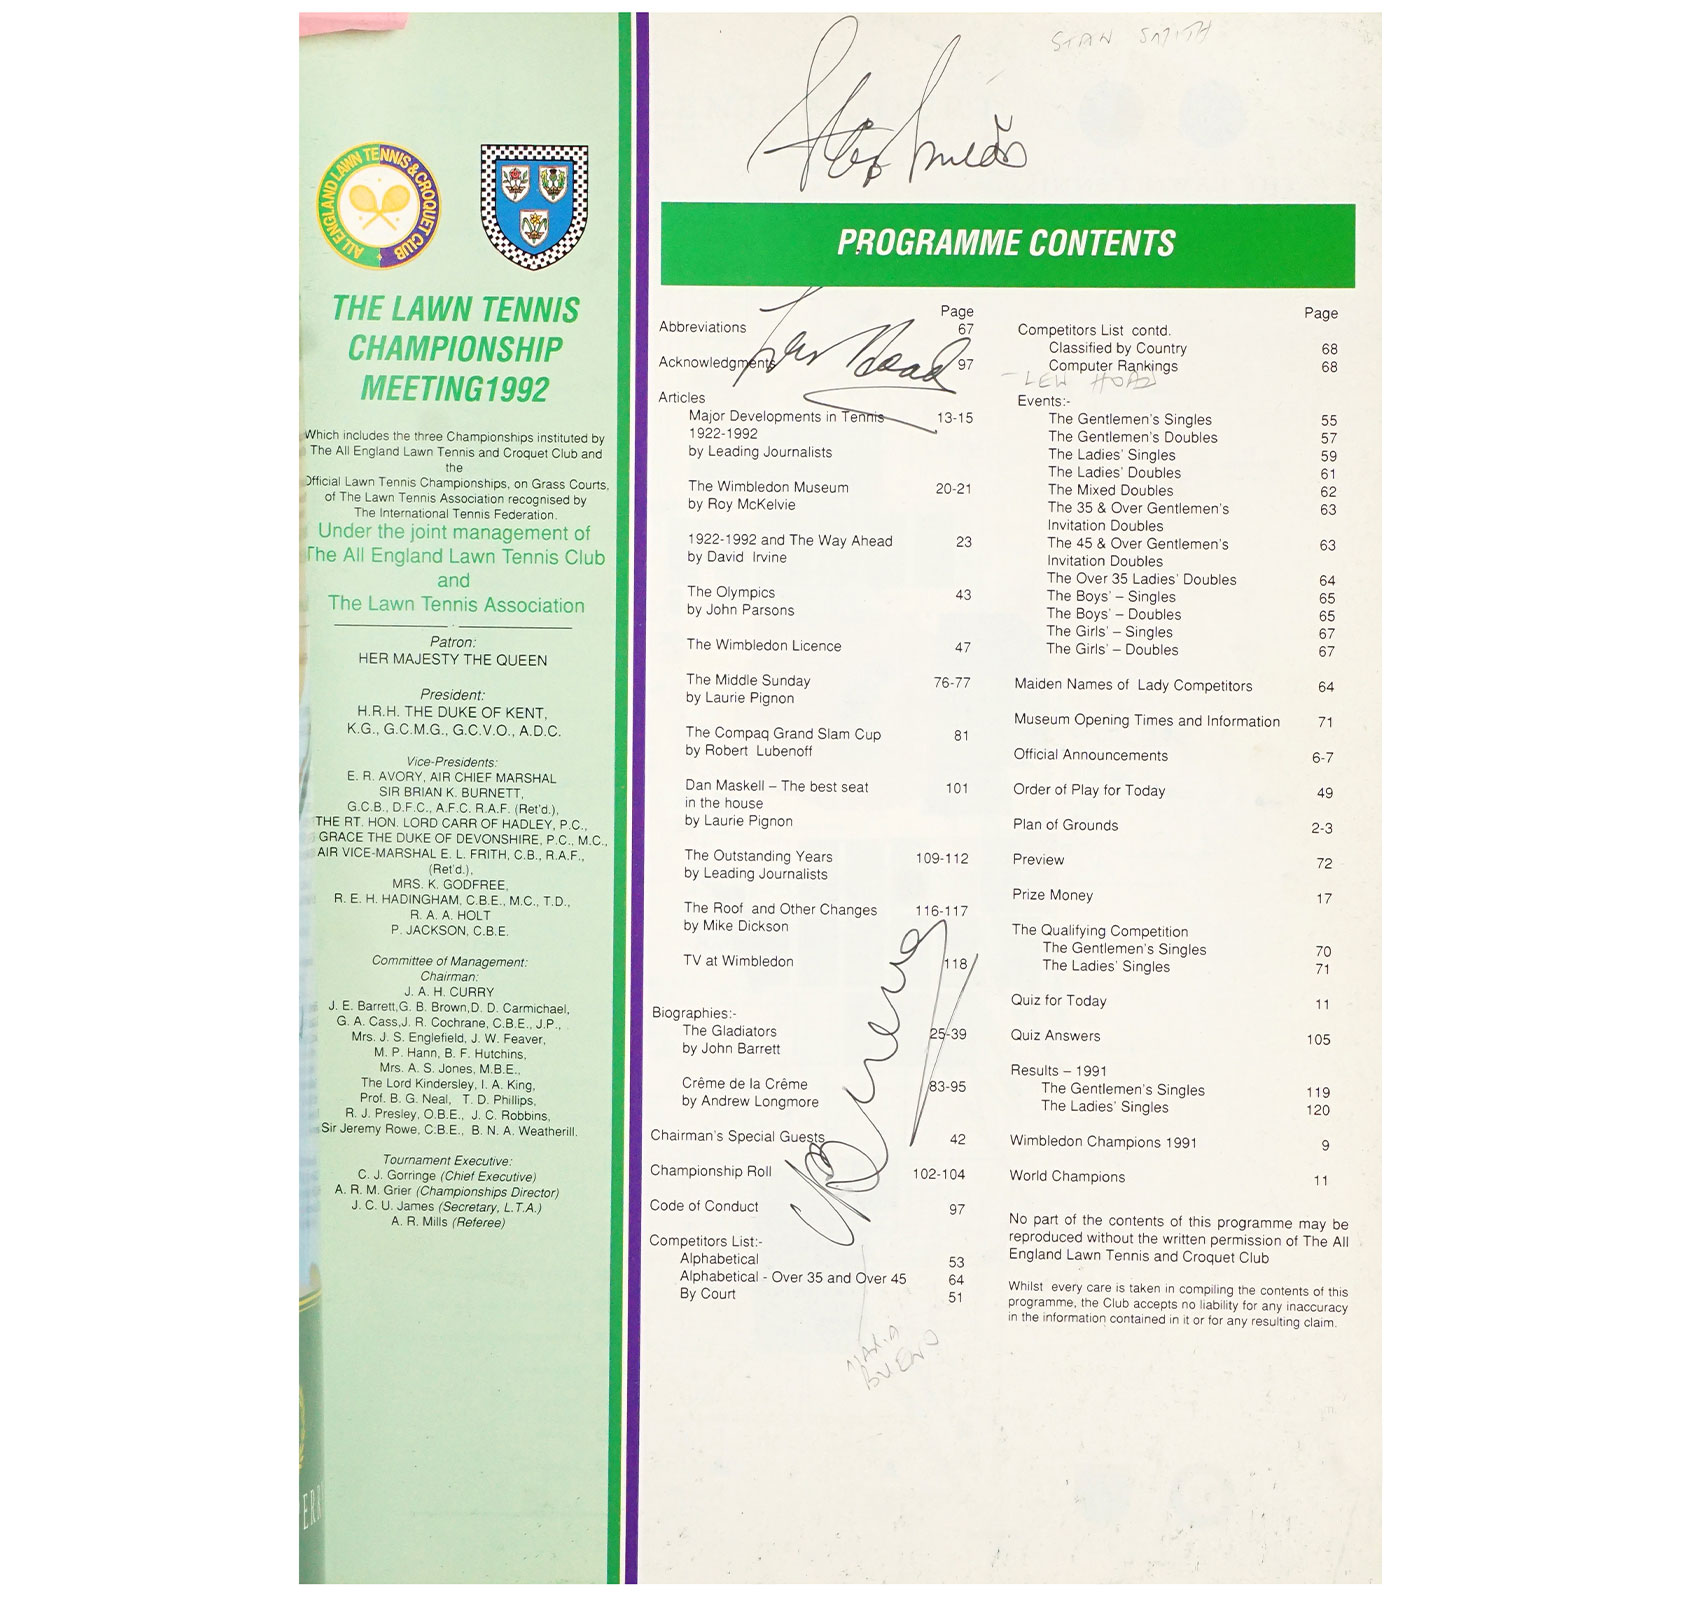 ALL ENGLAND LAWN TENNIS & CROQUET CLUB
THE LAWN TENNIS
CHAMPIONSHIP
MEETING1992
Which includes the three Championships instituted by
The All England Lawn Tennis and Croquet Club and
the
Official Lawn Tennis Championships, on Grass Courts,
of The Lawn Tennis Association recognised by
The International Tennis Federation.
Under the joint management of
The All England Lawn Tennis Club
and
The Lawn Tennis Association
Patron:
HER MAJESTY THE QUEEN
President:
H.R.H. THE DUKE OF KENT,
K.G., G.C.M.G., G.C.V.O., A.D.C.
Vice-Presidents:
E. R. AVORY, AIR CHIEF MARSHAL
SIR BRIAN K. BURNETT,
G.C.B., D.F.C., A.F.C. R.A.F. (Ret'd.),
THE RT. HON. LORD CARR OF HADLEY, P.C.,
GRACE THE DUKE OF DEVONSHIRE, P.C., M.C.,
AIR VICE-MARSHAL E. L. FRITH, C.B., R.A.F.,
(Ret'd.),
MRS. K. GODFREE,
R. E. H. HADINGHAM, C.B.E., M.C., T.D.,
R. A. A. HOLT
P. JACKSON, C.B.E.
Committee of Management:
Chairman:
J. A. H. CURRY
J. E. Barrett,G. B. Brown,D. D. Carmichael,
G. A. Cass,J. R. Cochrane, C.B.E., J.P.,
Mrs. J. S. Englefield, J. W. Feaver,
M. P. Hann, B. F. Hutchins,
Mrs. A. S. Jones, M.B.E.,
The Lord Kindersley, I. A. King,
Prof. B. G. Neal, T. D. Phillips,
R. J. Presley, O.B.E., J. C. Robbins,
Sir Jeremy Rowe, C.B.E., B. N. A. Weatherill.
Tournament Executive:
C. J. Gorringe (Chief Executive)
A. R. M. Grier (Championships Director)
J. C. U. James (Secretary, L.T.A.)
A. R. Mills (Referee)
STAN SMITH
Stan Smith
PROGRAMME CONTENTS
Page
Abbreviations 67
Lew Hoad
Acknowledgments 97
Articles
Major Developments in Tennis 13-15
1922-1992
by Leading Journalists
The Wimbledon Museum 20-21
by Roy McKelvie
1922-1992 and The Way Ahead 23
by David Irvine
The Olympics 43
by John Parsons
The Wimbledon Licence 47
The Middle Sunday 76-77
by Laurie Pignon
The Compaq Grand Slam Cup 81
by Robert Lubenoff
Dan Maskell – The best seat 101
in the house
by Laurie Pignon
The Outstanding Years 109-112
by Leading Journalists
The Roof and Other Changes 116-117
by Mike Dickson
TV at Wimbledon 118
Biographies:-
The Gladiators 25-39
by John Barrett
Crême de la Crême 83-95
by Andrew Longmore
Chairman's Special Guests 42
Championship Roll 102-104
Code of Conduct 97
Competitors List:-
Alphabetical 53
Alphabetical - Over 35 and Over 45 64
By Court 51
MARIA
BUENO
Page
Competitors List contd.
Classified by Country 68
Computer Rankings 68
- LEW HOAD
Events:-
The Gentlemen's Singles 55
The Gentlemen's Doubles 57
The Ladies' Singles 59
The Ladies' Doubles 61
The Mixed Doubles 62
The 35 & Over Gentlemen's 63
Invitation Doubles
The 45 & Over Gentlemen's 63
Invitation Doubles
The Over 35 Ladies' Doubles 64
The Boys' – Singles 65
The Boys' – Doubles 65
The Girls' – Singles 67
The Girls' – Doubles 67
Maiden Names of Lady Competitors 64
Museum Opening Times and Information 71
Official Announcements 6-7
Order of Play for Today 49
Plan of Grounds 2-3
Preview 72
Prize Money 17
The Qualifying Competition
The Gentlemen's Singles 70
The Ladies' Singles 71
Quiz for Today 11
Quiz Answers 105
Results – 1991
The Gentlemen's Singles 119
The Ladies' Singles 120
Wimbledon Champions 1991 9
World Champions 11
No part of the contents of this programme may be
reproduced without the written permission of The All
England Lawn Tennis and Croquet Club
Whilst every care is taken in compiling the contents of this
programme, the Club accepts no liability for any inaccuracy
in the information contained in it or for any resulting claim.